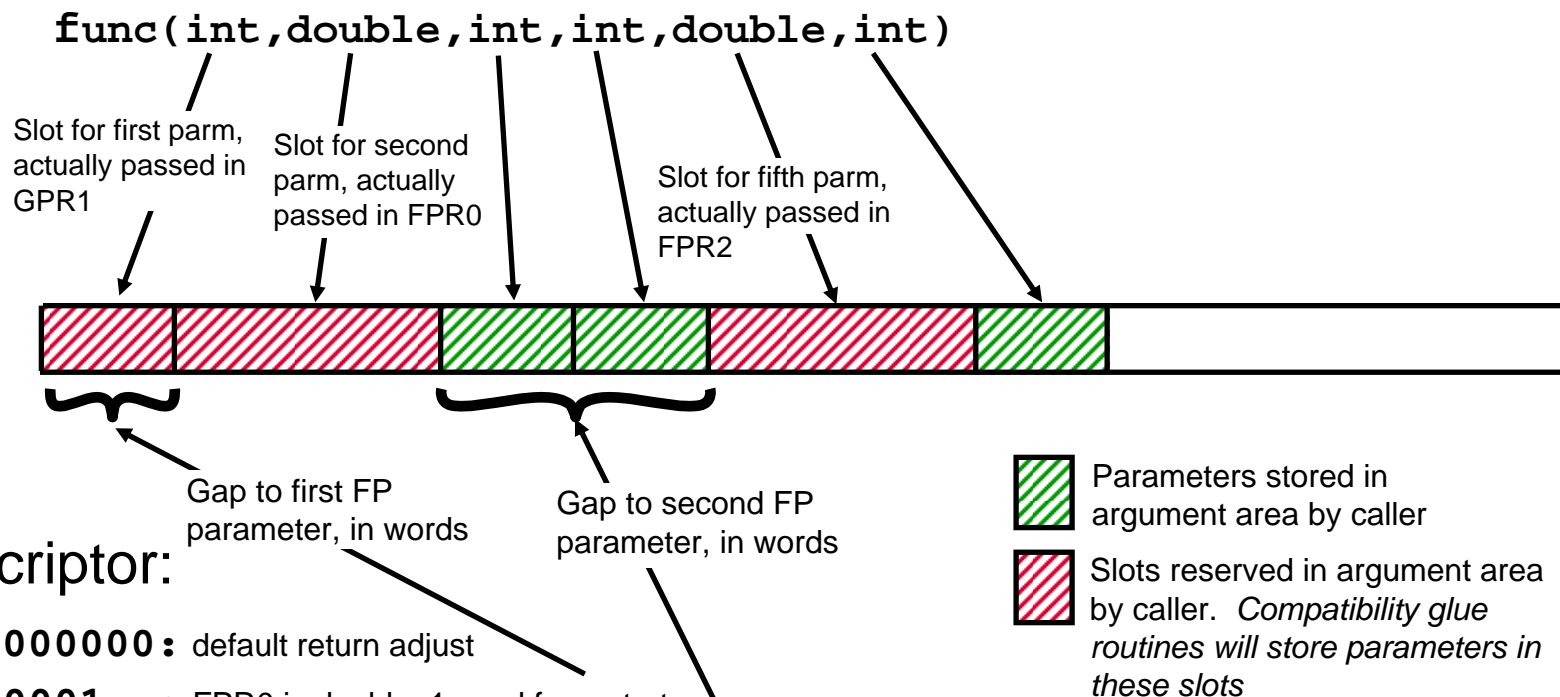 func(int,double,int,int,double,int)
Slot for first parm,
actually passed in
GPR1
Slot for second
parm, actually
passed in FPR0
Slot for fifth parm,
actually passed in
FPR2
Gap to first FP
parameter, in words
Gap to second FP
parameter, in words
Parameters stored in
argument area by caller
Slots reserved in argument area
by caller. Compatibility glue
routines will store parameters in
these slots
criptor:
000000: default return adjust